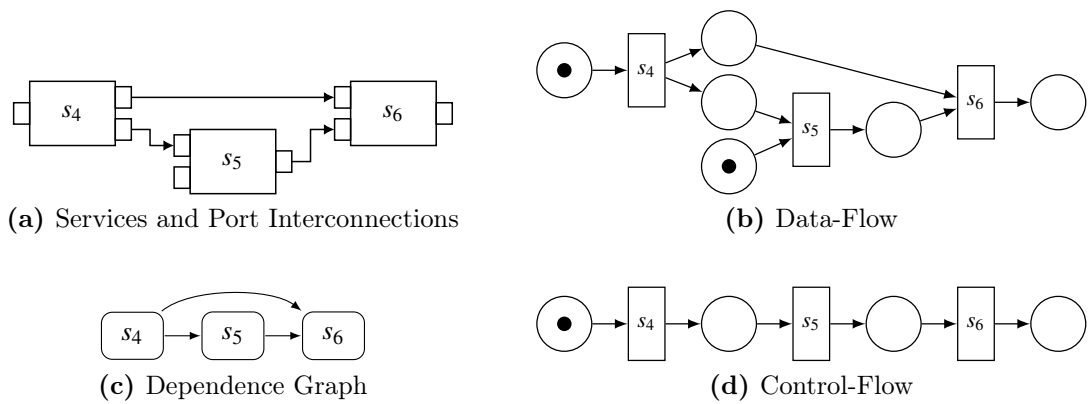 s4
s5
s6
(a) Services and Port Interconnections
s4
s5
s6
(b) Data-Flow
s4 s5 s6
(c) Dependence Graph
s4 s5 s6
(d) Control-Flow